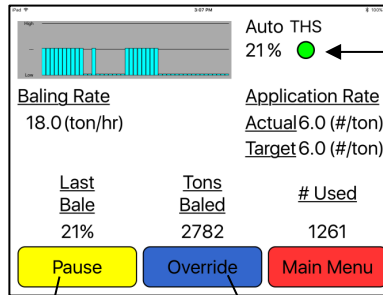 iPad 3:07 PM 100%
High
Low
Auto THS
21%
Baling Rate
18.0 (ton/hr)
Application Rate
Actual 6.0 (#/ton)
Target 6.0 (#/ton)
Last Bale
21%
Tons Baled
2782
# Used
1261
Pause
Override
Main Menu